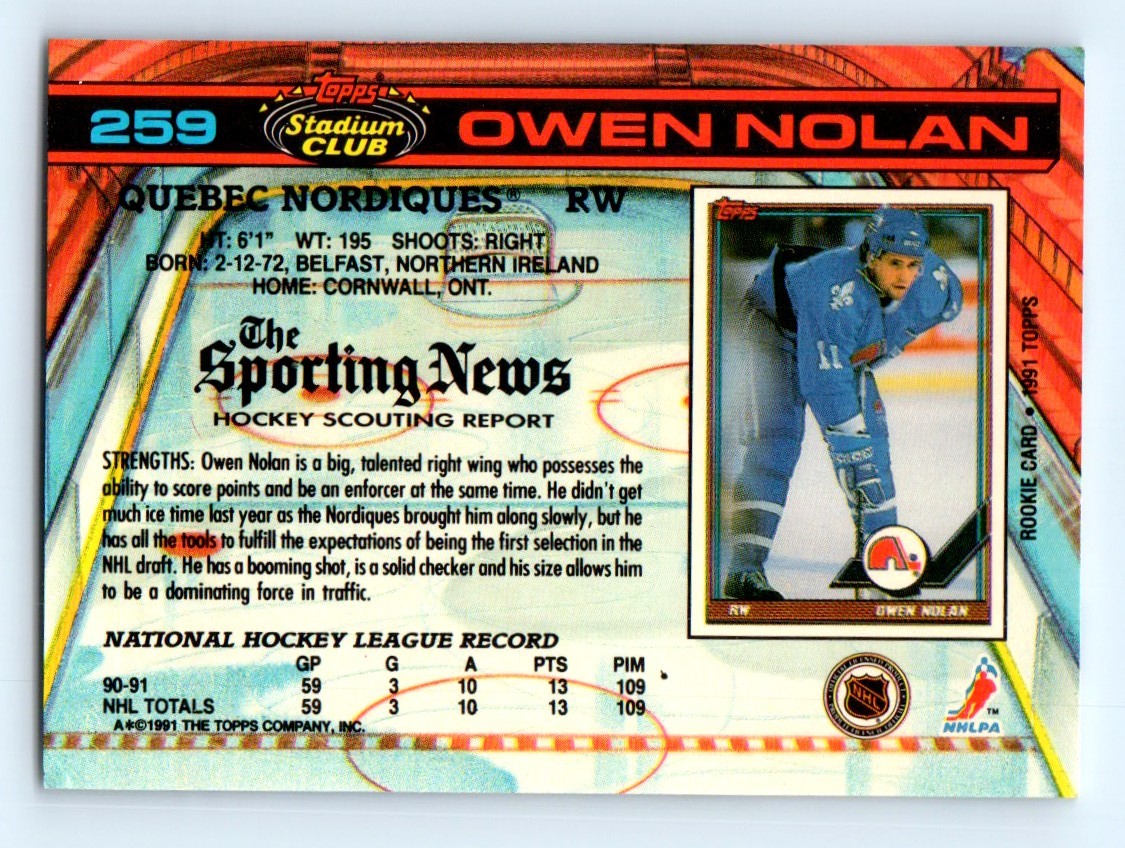 259
Topps
Stadium
CLUB
OWEN NOLAN
QUEBEC NORDIQUES® RW
HT: 6'1" WT: 195 SHOOTS: RIGHT
BORN: 2-12-72, BELFAST, NORTHERN IRELAND
HOME: CORNWALL, ONT.
The
Sporting News
HOCKEY SCOUTING REPORT
STRENGTHS: Owen Nolan is a big, talented right wing who possesses the
ability to score points and be an enforcer at the same time. He didn't get
much ice time last year as the Nordiques brought him along slowly, but he
has all the tools to fulfill the expectations of being the first selection in the
NHL draft. He has a booming shot, is a solid checker and his size allows him
to be a dominating force in traffic.
NATIONAL HOCKEY LEAGUE RECORD
GP G A PTS PIM
90-91 59 3 10 13 109
NHL TOTALS 59 3 10 13 109
A*©1991 THE TOPPS COMPANY, INC.
Topps
11
RW OWEN NOLAN
ROOKIE CARD • 1991 TOPPS
NHL
NHLPA™